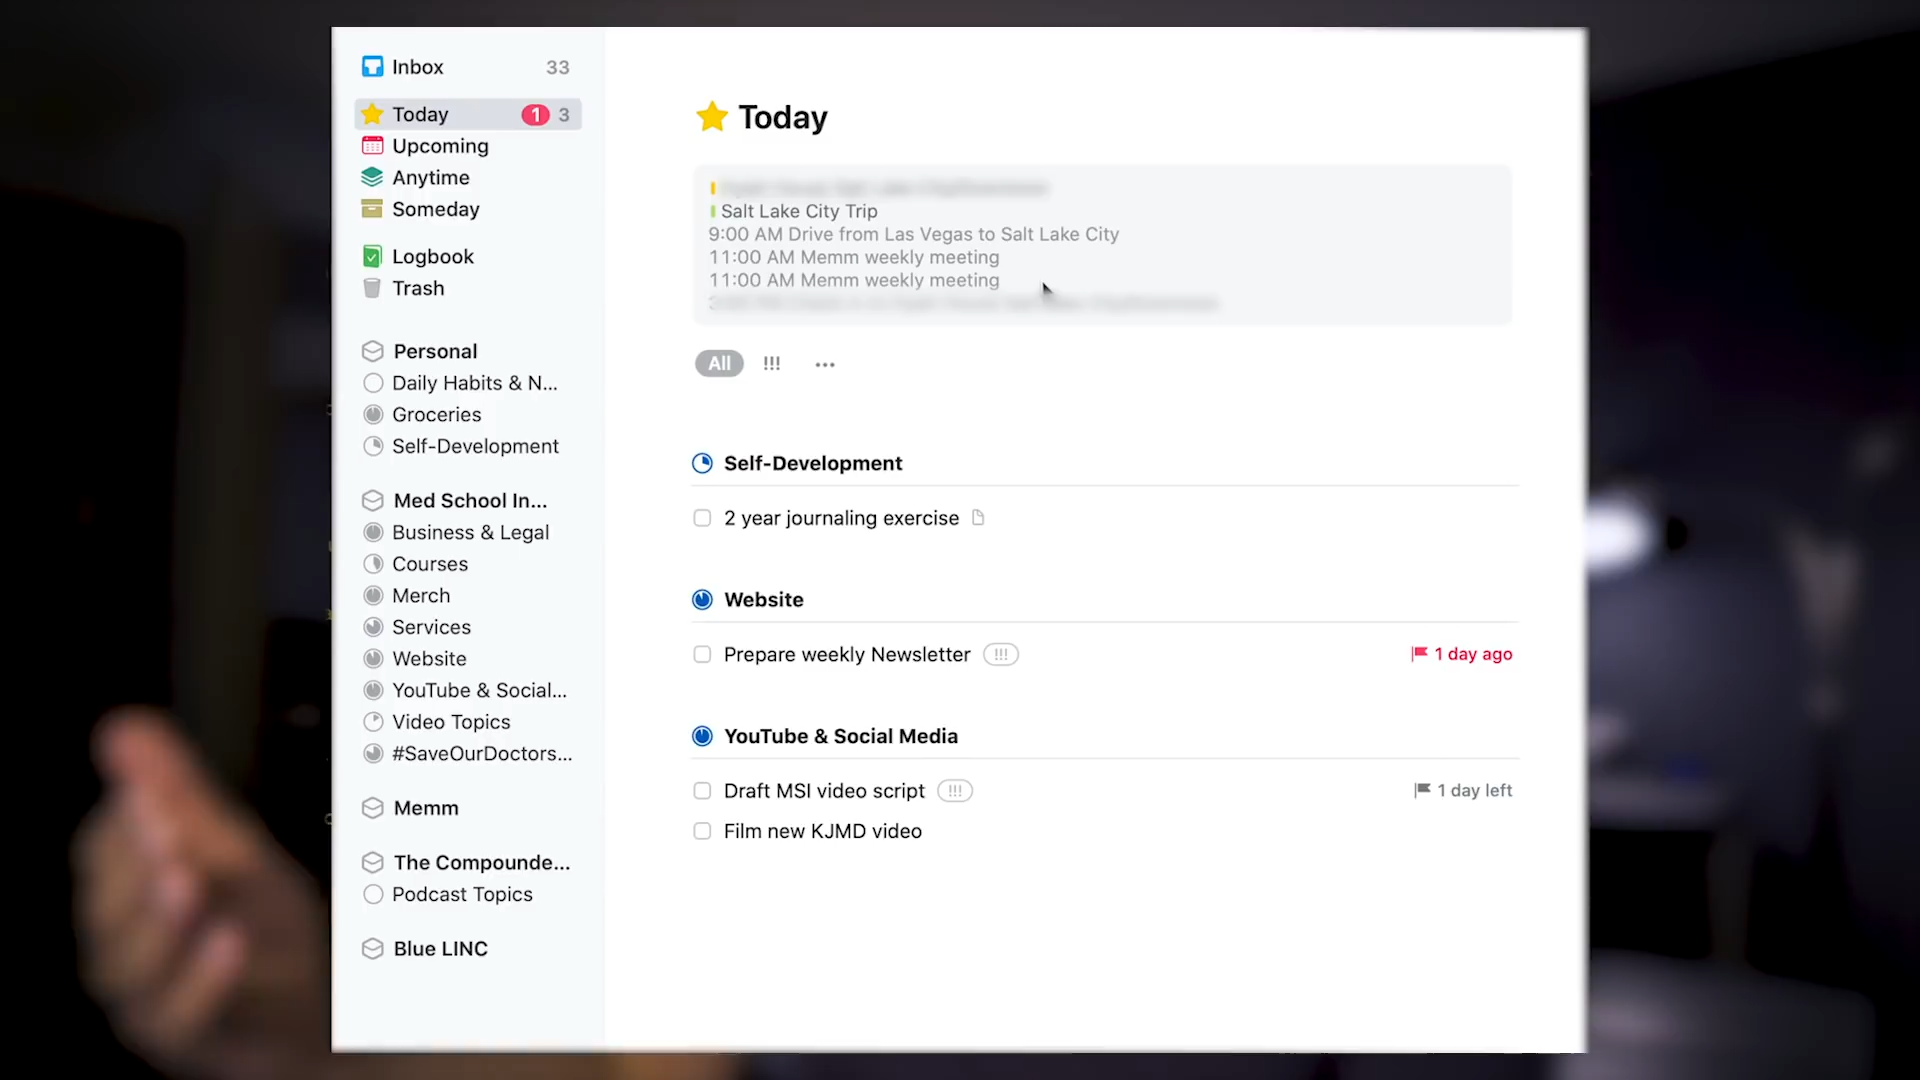 Inbox 33
Today 1 3
Upcoming
Anytime
Someday
Logbook
Trash
Personal
Daily Habits & N...
Groceries
Self-Development
Med School In...
Business & Legal
Courses
Merch
Services
Website
YouTube & Social...
Video Topics
#SaveOurDoctors...
Memm
The Compounde...
Podcast Topics
Blue LINC
Today
Salt Lake City Trip
9:00 AM Drive from Las Vegas to Salt Lake City
11:00 AM Memm weekly meeting
11:00 AM Memm weekly meeting
All !!! ...
Self-Development
2 year journaling exercise
Website
Prepare weekly Newsletter !!! 1 day ago
YouTube & Social Media
Draft MSI video script !!! 1 day left
Film new KJMD video